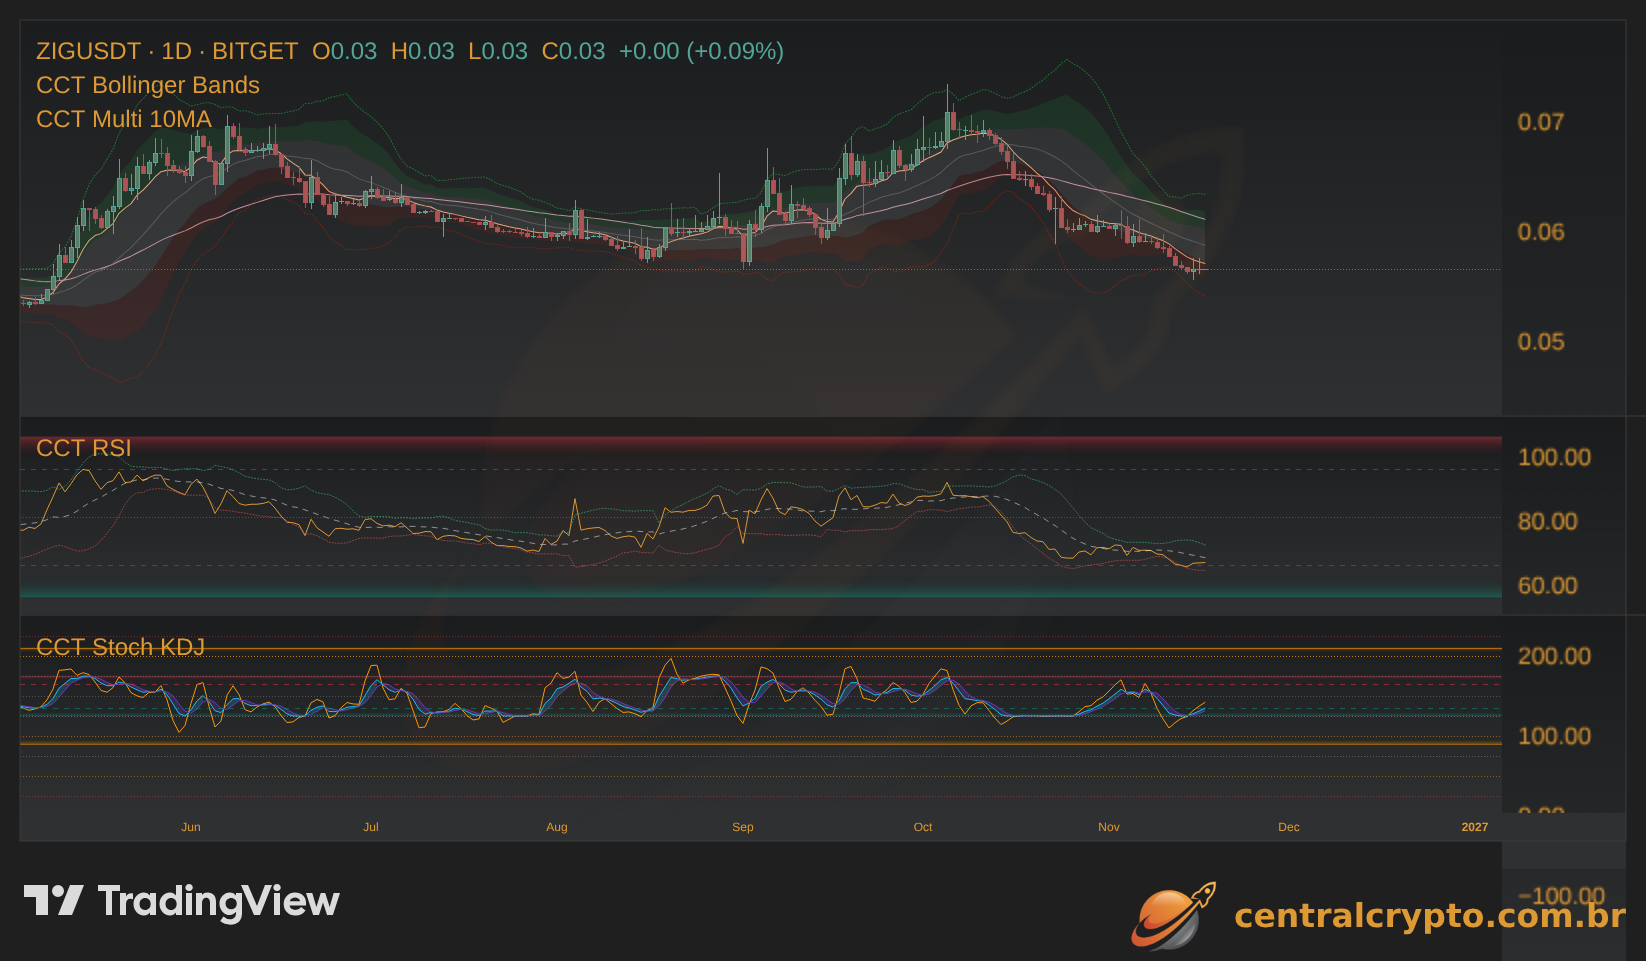 ZIGUSDT · 1D · BITGET O0.03 H0.03 L0.03 C0.03 +0.00 (+0.09%)
CCT Bollinger Bands
CCT Multi 10MA
0.07
0.06
0.05
CCT RSI
100.00
80.00
60.00
CCT Stoch KDJ
200.00
100.00
0.00
Jun Jul Aug Sep Oct Nov Dec 2027
−100.00
TradingView
centralcrypto.com.br